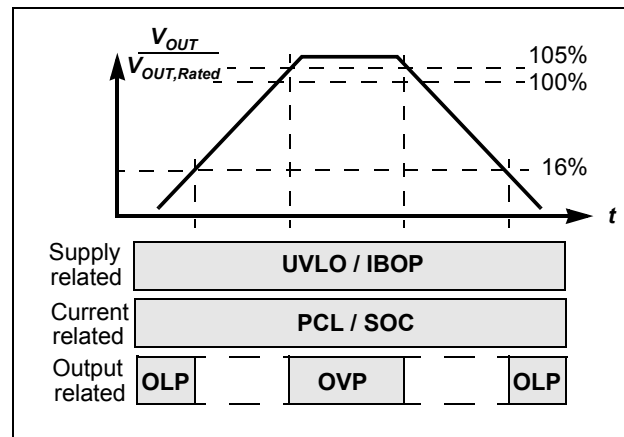 V_OUT
V_OUT,Rated
105%
100%
16%
t
Supply related
UVLO / IBOP
Current related
PCL / SOC
Output related
OLP
OVP
OLP